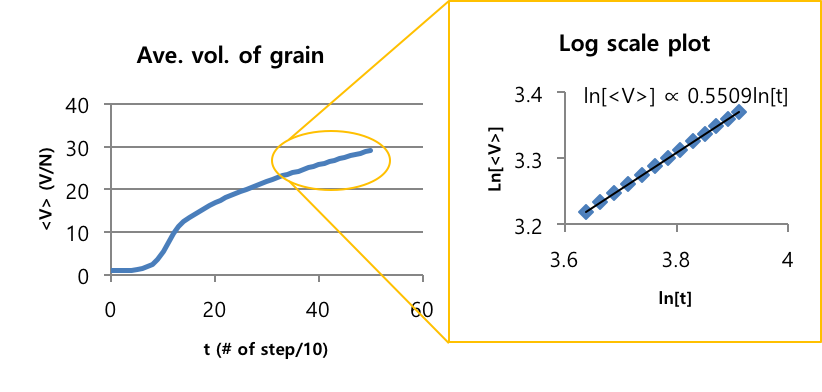 Ave. vol. of grain
<V> (V/N)
40
30
20
10
0
0 20 40 60
t (# of step/10)
Log scale plot
ln[<V>] ∝ 0.5509ln[t]
Ln[<V>]
3.4
3.3
3.2
3.6 3.8 4
ln[t]